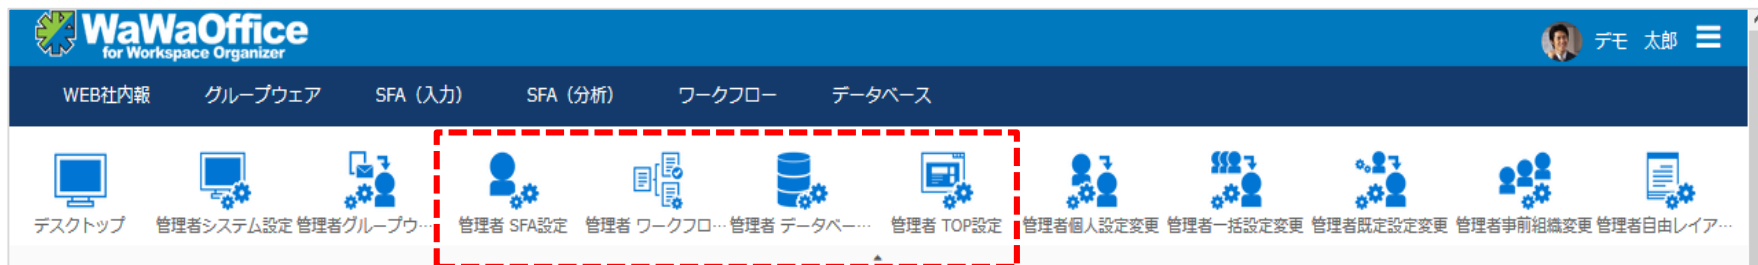 WaWaOffice
for Workspace Organizer
デモ 太郎
WEB社内報 グループウェア SFA（入力） SFA（分析） ワークフロー データベース
デスクトップ 管理者システム設定 管理者グループウ… 管理者 SFA設定 管理者 ワークフロ… 管理者 データベー… 管理者 TOP設定 管理者個人設定変更 管理者一括設定変更 管理者既定設定変更 管理者事前組織変更 管理者自由レイア…